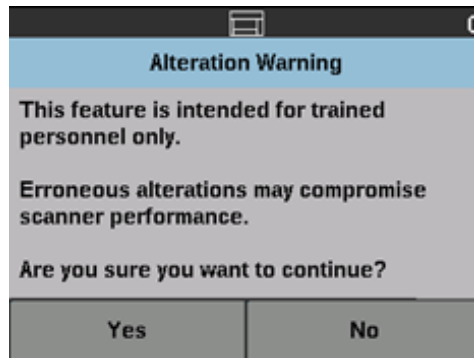 Alteration Warning
This feature is intended for trained
personnel only.
Erroneous alterations may compromise
scanner performance.
Are you sure you want to continue?
Yes
No